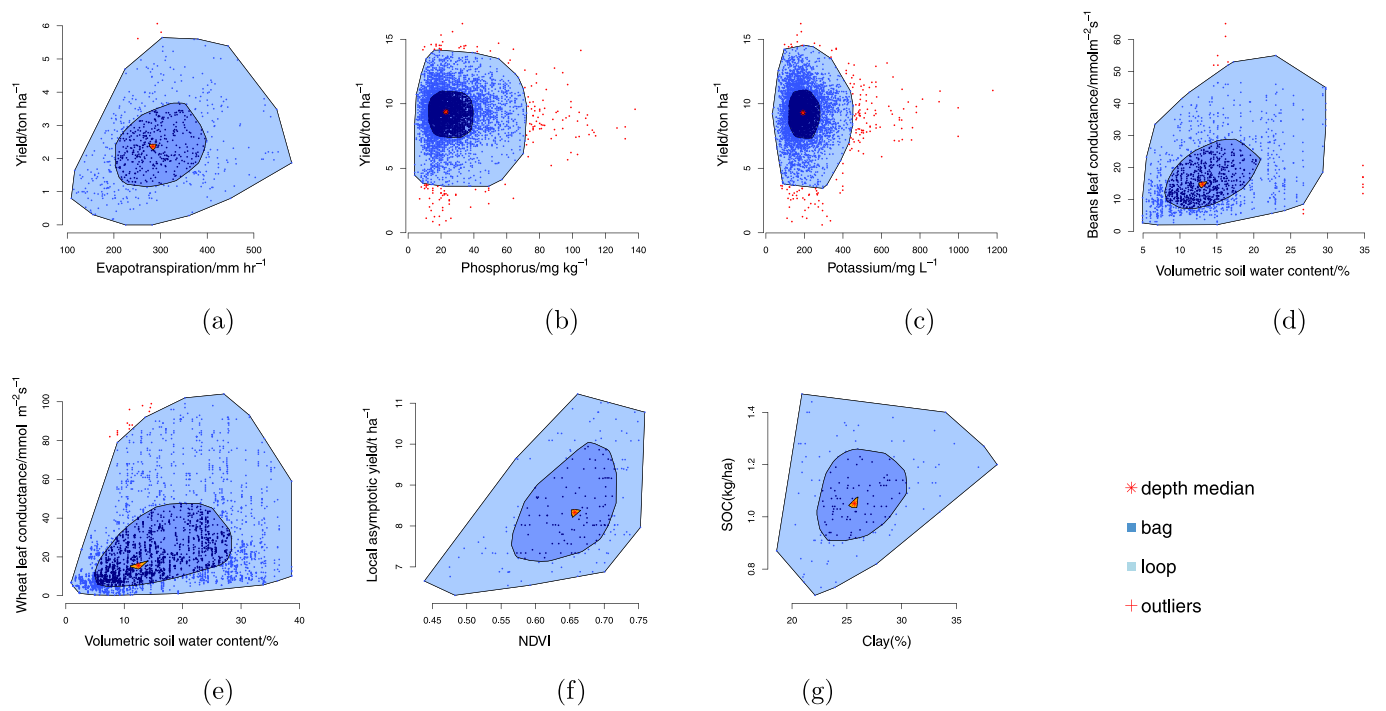 Yield/ton ha⁻¹
0 1 2 3 4 5 6
100 200 300 400 500
Evapotranspiration/mm hr⁻¹
(a)
Yield/ton ha⁻¹
0 5 10 15
0 20 40 60 80 100 120 140
Phosphorus/mg kg⁻¹
(b)
Yield/ton ha⁻¹
0 5 10 15
0 200 400 600 800 1000 1200
Potassium/mg L⁻¹
(c)
Beans leaf conductance/mmolm⁻²s⁻¹
0 10 20 30 40 50 60
5 10 15 20 25 30 35
Volumetric soil water content/%
(d)
Wheat leaf conductance/mmol m⁻²s⁻¹
0 20 40 60 80 100
0 10 20 30 40
Volumetric soil water content/%
(e)
Local asymptotic yield/t ha⁻¹
7 8 9 10 11
0.45 0.50 0.55 0.60 0.65 0.70 0.75
NDVI
(f)
SOC(kg/ha)
0.8 1.0 1.2 1.4
20 25 30 35
Clay(%)
(g)
depth median
bag
loop
outliers